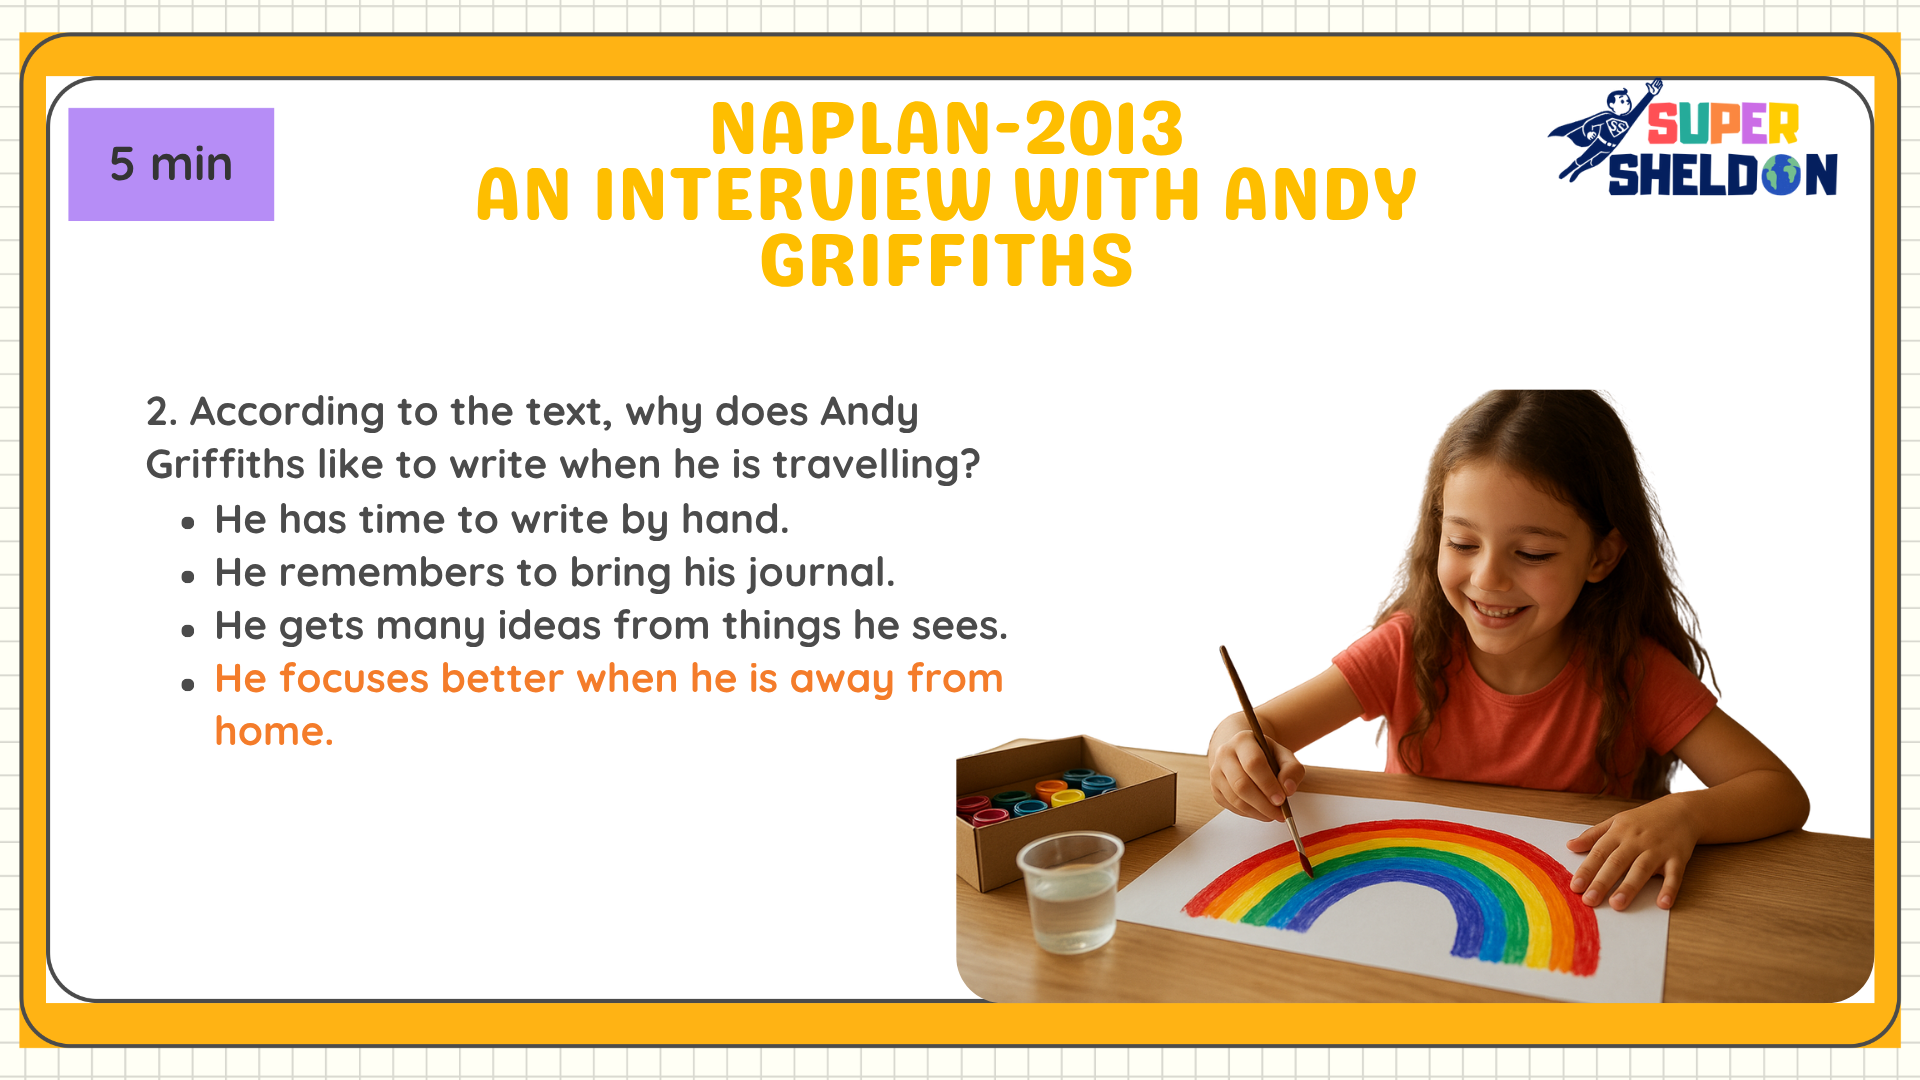 5 min
NAPLAN-2013
AN INTERVIEW WITH ANDY
GRIFFITHS
SUPER
SHELDON
2. According to the text, why does Andy
Griffiths like to write when he is travelling?
• He has time to write by hand.
• He remembers to bring his journal.
• He gets many ideas from things he sees.
• He focuses better when he is away from
home.